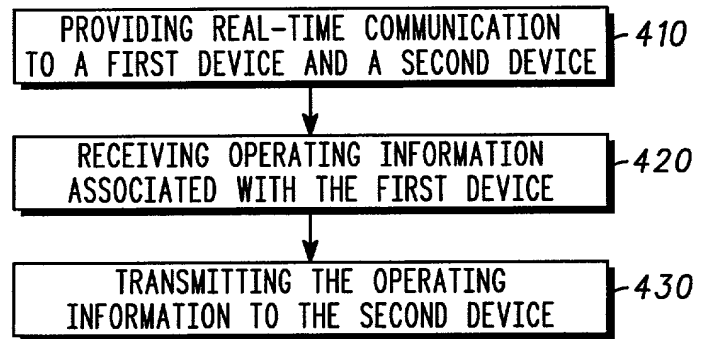 PROVIDING REAL-TIME COMMUNICATION
TO A FIRST DEVICE AND A SECOND DEVICE
410
RECEIVING OPERATING INFORMATION
ASSOCIATED WITH THE FIRST DEVICE
420
TRANSMITTING THE OPERATING
INFORMATION TO THE SECOND DEVICE
430